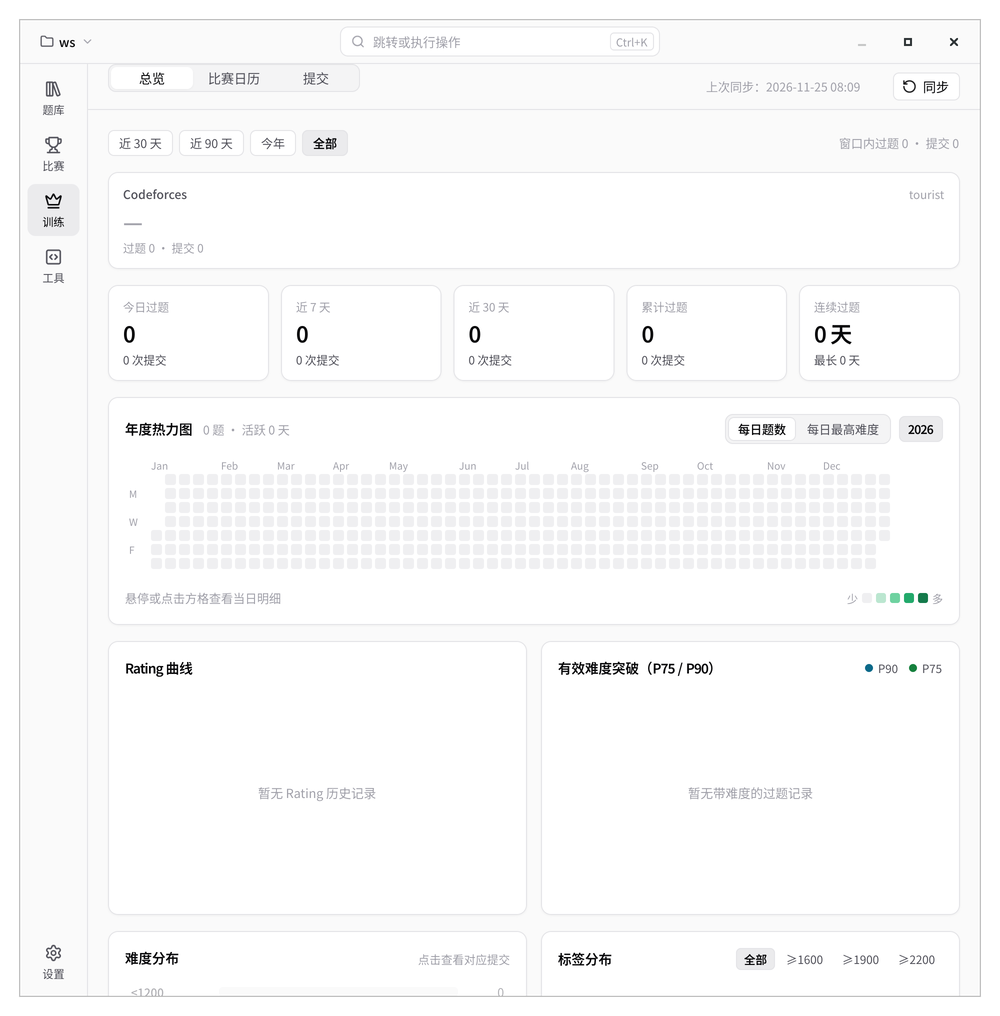 ws
跳转或执行操作
Ctrl+K
题库
比赛
训练
工具
设置
总览 比赛日历 提交
上次同步：2026-11-25 08:09
同步
近 30 天 近 90 天 今年 全部
窗口内过题 0 · 提交 0
Codeforces
tourist
—
过题 0 · 提交 0
今日过题
0
0 次提交
近 7 天
0
0 次提交
近 30 天
0
0 次提交
累计过题
0
0 次提交
连续过题
0 天
最长 0 天
年度热力图 0 题 · 活跃 0 天
每日题数 每日最高难度 2026
Jan Feb Mar Apr May Jun Jul Aug Sep Oct Nov Dec
M
W
F
悬停或点击方格查看当日明细
少 多
Rating 曲线
暂无 Rating 历史记录
有效难度突破（P75 / P90）
P90 P75
暂无带难度的过题记录
难度分布
点击查看对应提交
<1200 0
标签分布
全部 ≥1600 ≥1900 ≥2200